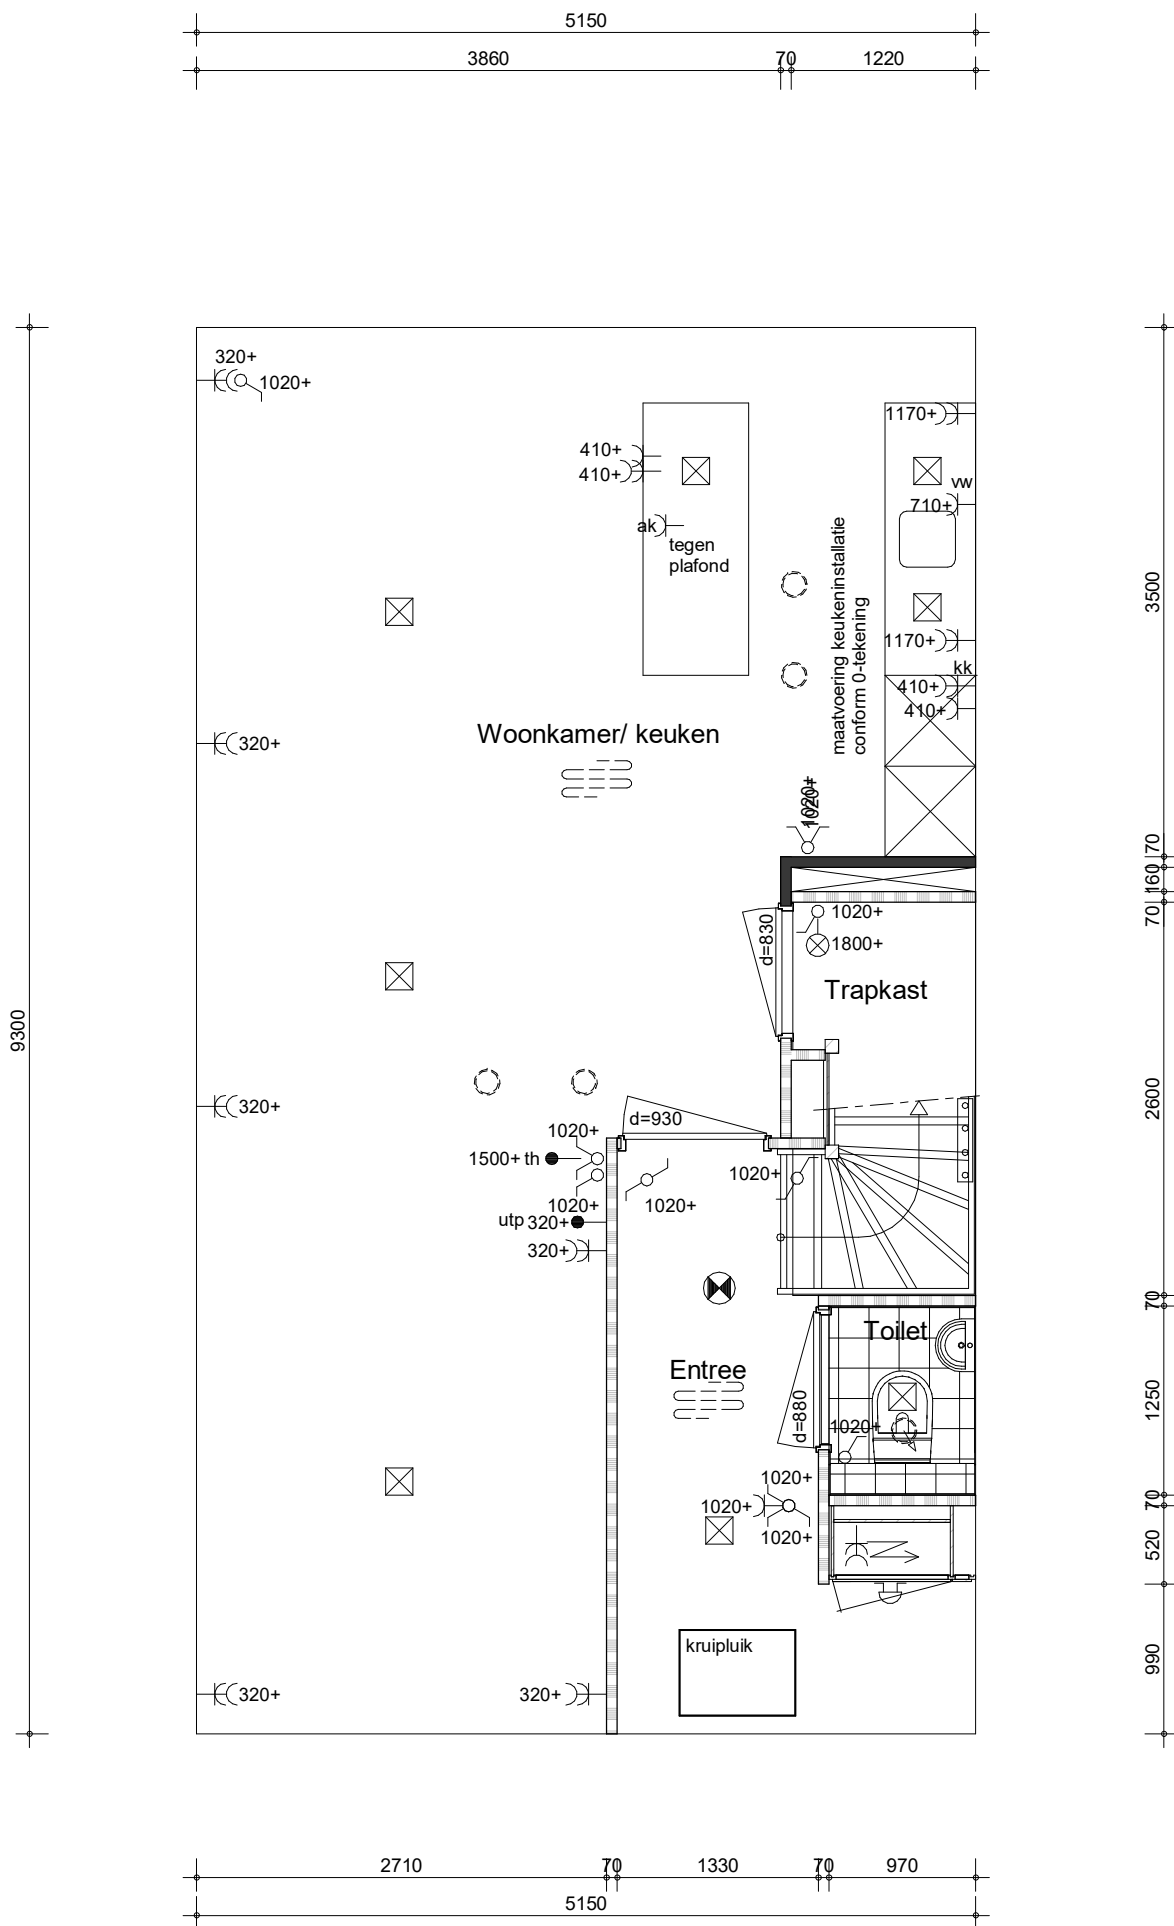 5150
3860
70
1220
320+
1020+
1170+
410+
410+
vw
710+
ak
tegen
plafond
maatvoering keukeninstallatie
conform 0-tekening
3500
1170+
kk
410+
410+
Woonkamer/ keuken
320+
1020+
1020+
70
160
70
1020+
d=830
1800+
Trapkast
9300
2600
320+
d=930
1020+
1500+ th
1020+
1020+
1020+
utp 320+
320+
70
Toilet
Entree
1250
d=880
1020+
1020+
1020+
1020+
70
520
kruipluik
990
320+
320+
2710
70
1330
70
970
5150